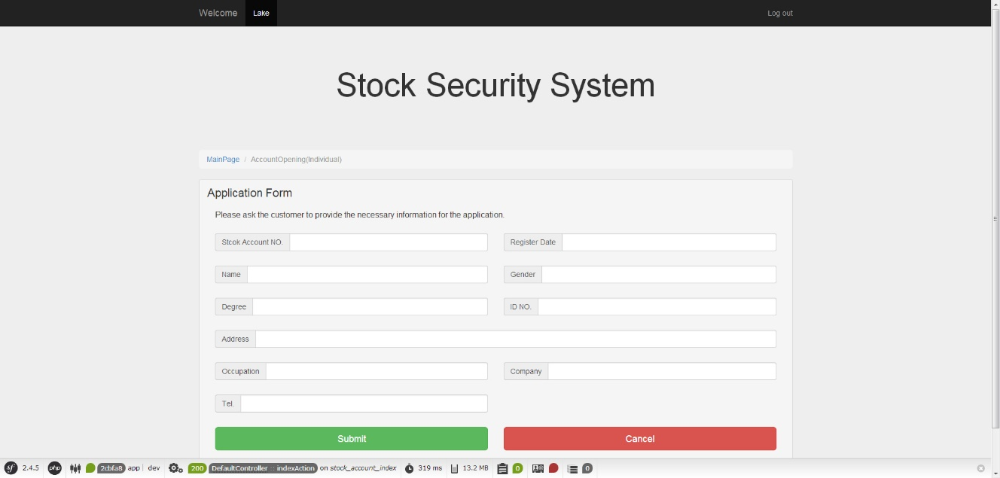 Welcome Lake Log out
Stock Security System
MainPage / AccountOpening(Individual)
Application Form
Please ask the customer to provide the necessary information for the application.
Stcok Account NO. Register Date
Name Gender
Degree ID NO.
Address
Occupation Company
Tel.
Submit Cancel
sf 2.4.5 php 2cbfa8 app dev 200 DefaultController :: indexAction on stock_account_index 319 ms 13.2 MB 0 0